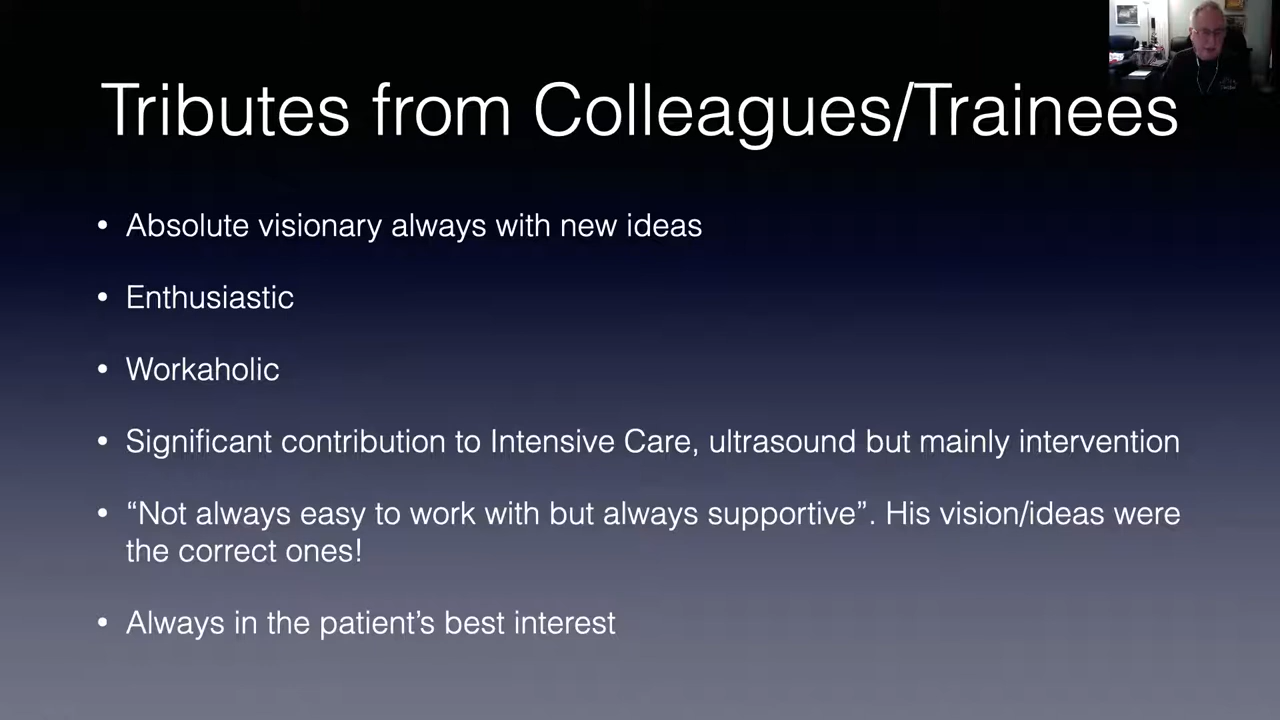 Tributes from Colleagues/Trainees
• Absolute visionary always with new ideas
• Enthusiastic
• Workaholic
• Significant contribution to Intensive Care, ultrasound but mainly intervention
• “Not always easy to work with but always supportive”. His vision/ideas were
the correct ones!
• Always in the patient’s best interest